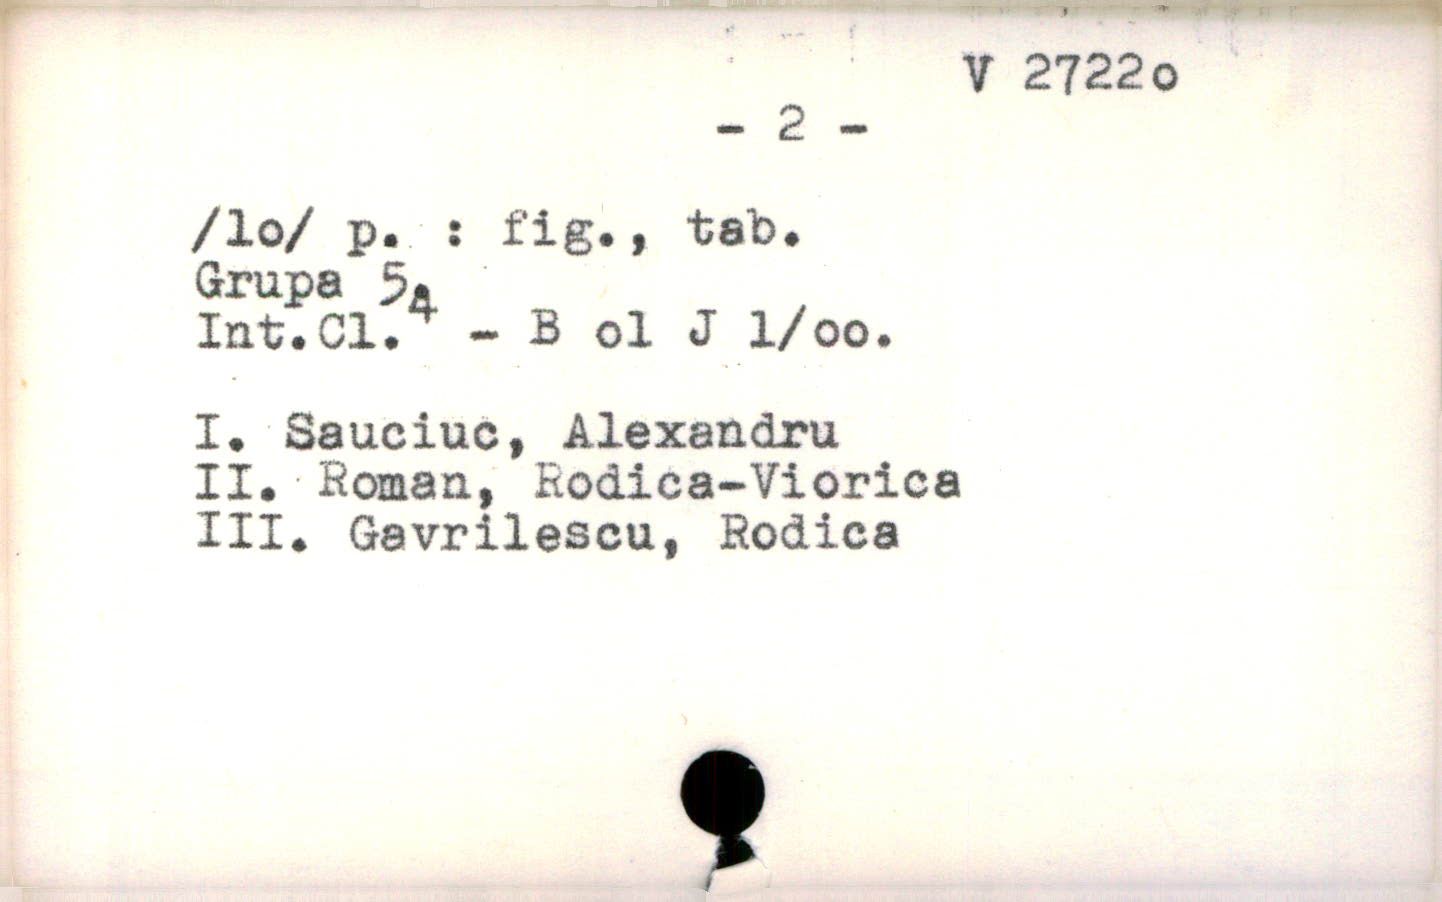 V 2722o
- 2 -
/lo/ p. : fig., tab.
Grupa 5
Int.Cl.4 - B ol J l/oo.
I. Sauciuc, Alexandru
II. Roman, Rodica-Viorica
III. Gavrilescu, Rodica